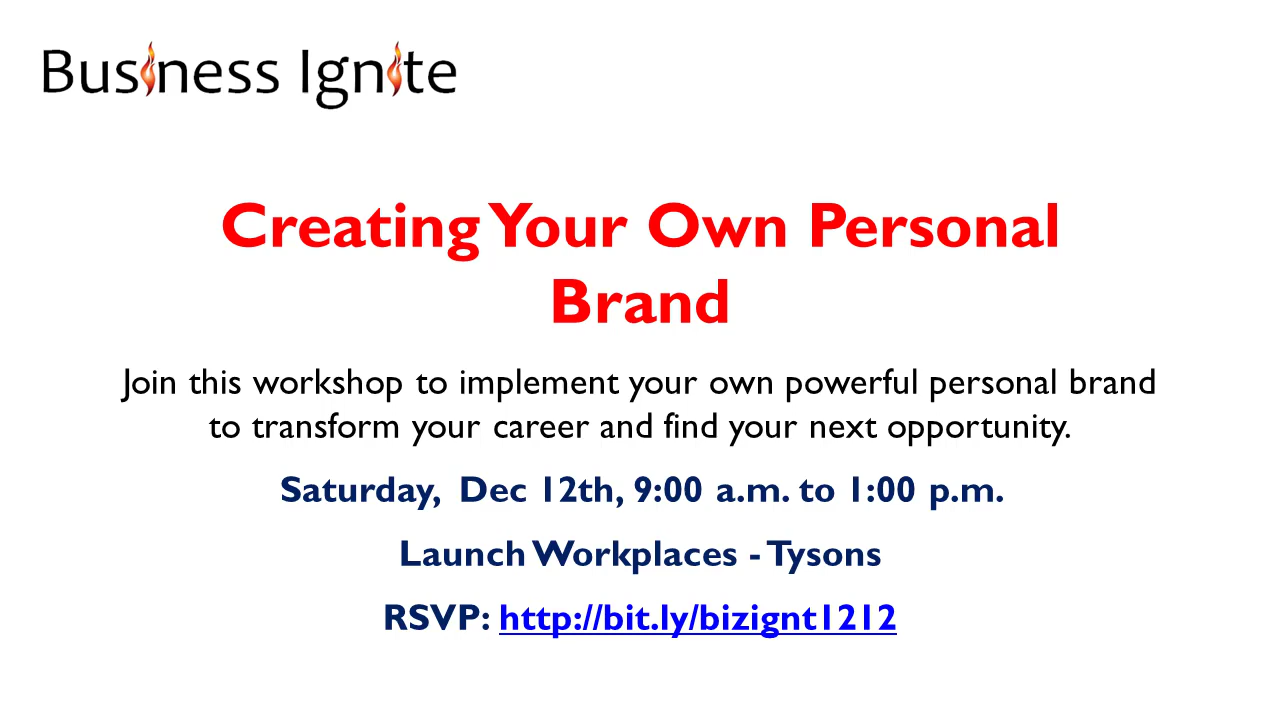 Business Ignite
Creating Your Own Personal
Brand
Join this workshop to implement your own powerful personal brand
to transform your career and find your next opportunity.
Saturday,  Dec 12th, 9:00 a.m. to 1:00 p.m.
Launch Workplaces - Tysons
RSVP: http://bit.ly/bizignt1212